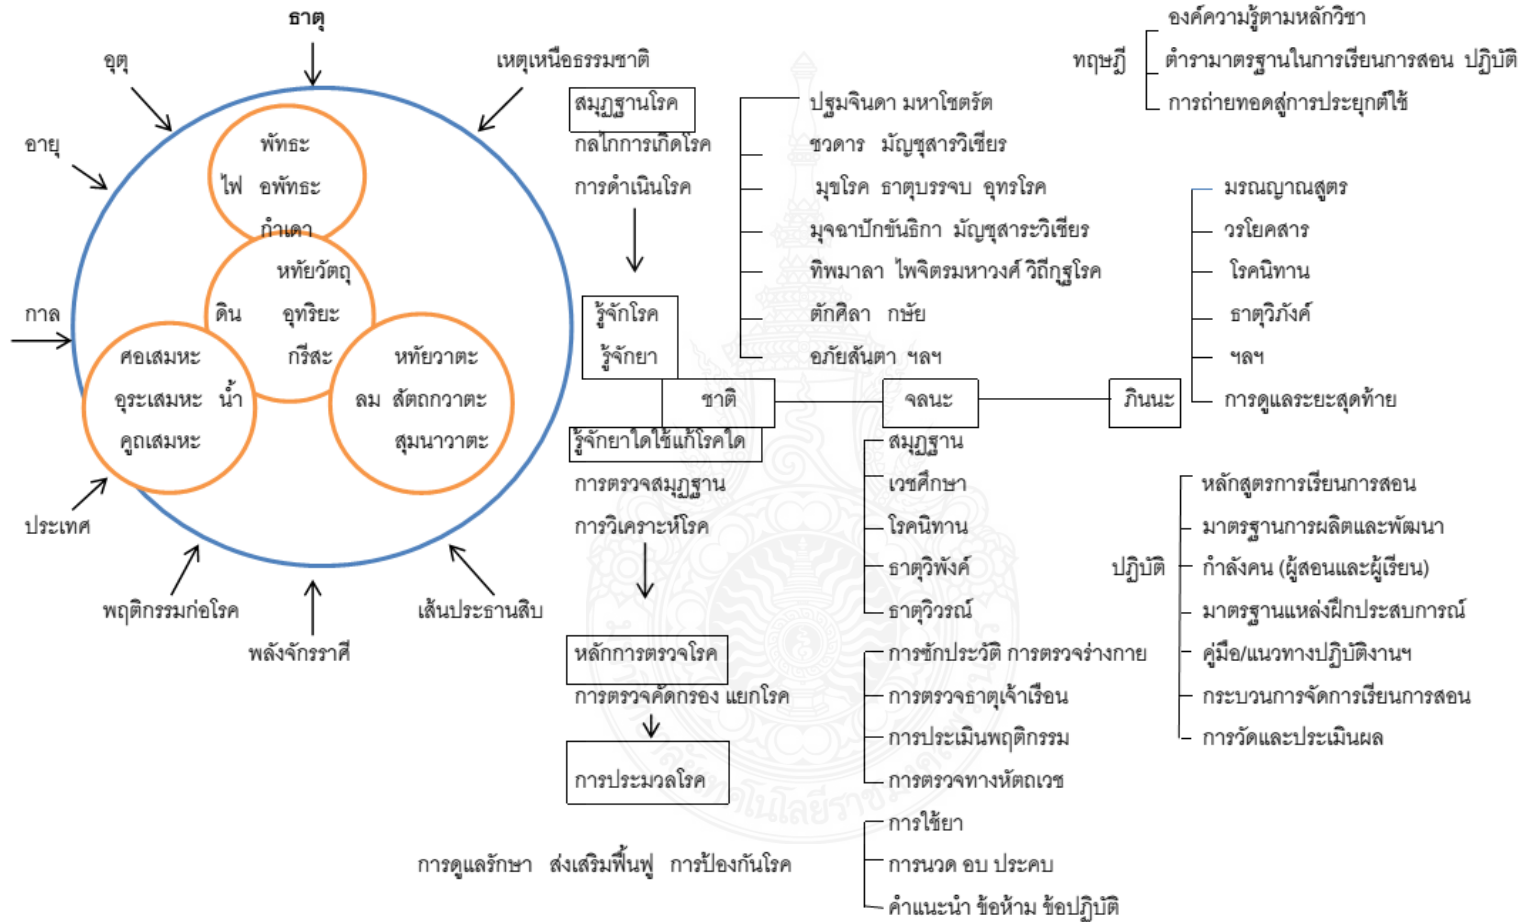 ธาตุ
อุตุ
เหตุเหนือธรรมชาติ
อายุ
กาล
ประเทศ
พฤติกรรมก่อโรค
พลังจักรราศี
เส้นประธานสิบ
พัทธะ
ไฟ อพัทธะ
กำเดา
หทัยวัตถุ
ดิน อุทริยะ
กรีสะ
ศอเสมหะ
อุระเสมหะ น้ำ
คูถเสมหะ
หทัยวาตะ
ลม สัตถกวาตะ
สุมนาวาตะ
สมุฏฐานโรค
กลไกการเกิดโรค
การดำเนินโรค
รู้จักโรค
รู้จักยา
ชาติ
จลนะ
ภินนะ
รู้จักยาใดใช้แก้โรคใด
การตรวจสมุฏฐาน
การวิเคราะห์โรค
หลักการตรวจโรค
การตรวจคัดกรอง แยกโรค
การประมวลโรค
การดูแลรักษา ส่งเสริมฟื้นฟู การป้องกันโรค
ปฐมจินดา มหาโชตรัต
ชวดาร มัญชุสารวิเชียร
มุขโรค ธาตุบรรจบ อุทรโรค
มุจฉาปักขันธิกา มัญชุสาระวิเชียร
ทิพมาลา ไพจิตรมหาวงศ์ วิถีกุฐโรค
ตักศิลา กษัย
อภัยสันตา ฯลฯ
สมุฏฐาน
เวชศึกษา
โรคนิทาน
ธาตุวิพังค์
ธาตุวิวรณ์
การซักประวัติ การตรวจร่างกาย
การตรวจธาตุเจ้าเรือน
การประเมินพฤติกรรม
การตรวจทางหัตถเวช
การใช้ยา
การนวด อบ ประคบ
คำแนะนำ ข้อห้าม ข้อปฏิบัติ
ทฤษฎี
องค์ความรู้ตามหลักวิชา
ตำรามาตรฐานในการเรียนการสอน ปฏิบัติ
การถ่ายทอดสู่การประยุกต์ใช้
มรณญาณสูตร
วรโยคสาร
โรคนิทาน
ธาตุวิภังค์
ฯลฯ
การดูแลระยะสุดท้าย
ปฏิบัติ
หลักสูตรการเรียนการสอน
มาตรฐานการผลิตและพัฒนา
กำลังคน (ผู้สอนและผู้เรียน)
มาตรฐานแหล่งฝึกประสบการณ์
คู่มือ/แนวทางปฏิบัติงานฯ
กระบวนการจัดการเรียนการสอน
การวัดและประเมินผล